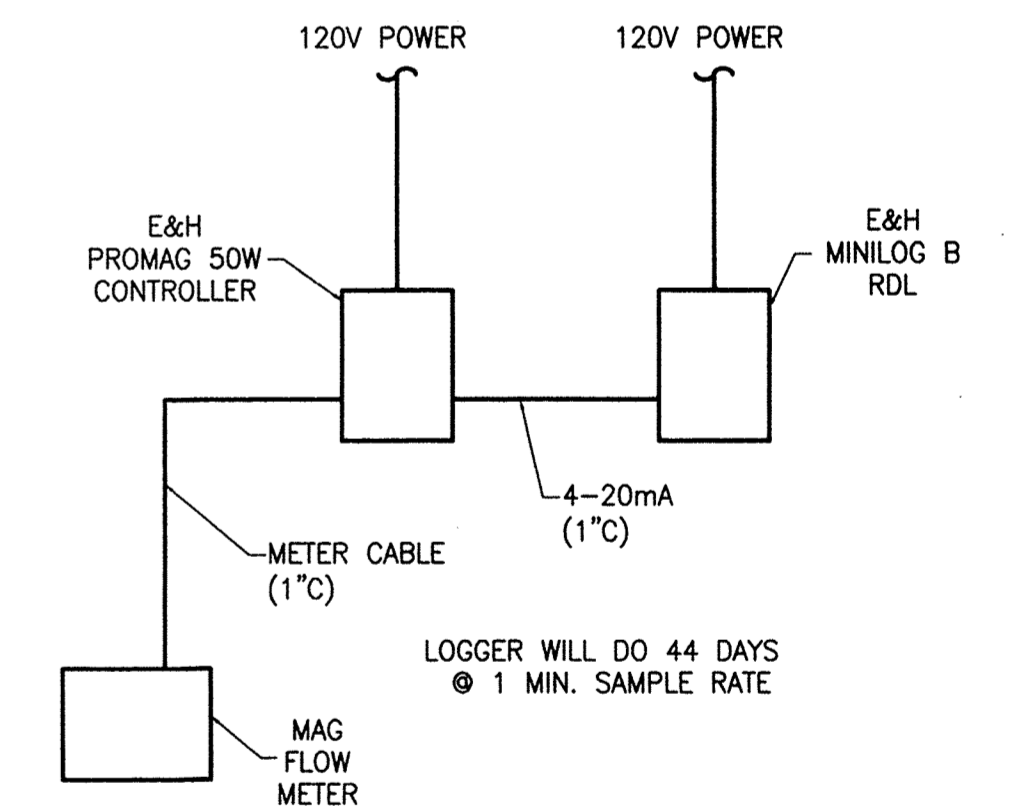 120V POWER
120V POWER
E&H
PROMAG 50W
CONTROLLER
E&H
MINILOG B
RDL
4-20mA
(1"C)
METER CABLE
(1"C)
LOGGER WILL DO 44 DAYS
@ 1 MIN. SAMPLE RATE
MAG
FLOW
METER